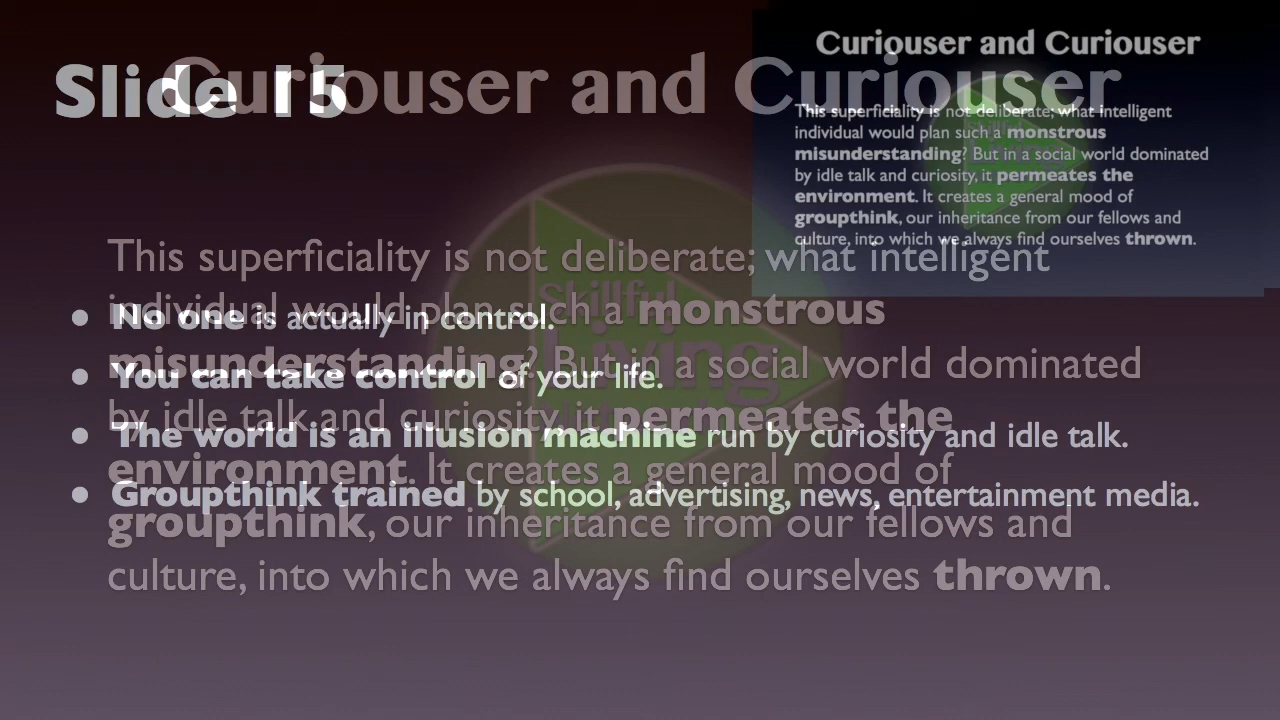 Slide 15
Curiouser and Curiouser
This superficiality is not deliberate; what intelligent
individual would plan such a monstrous
misunderstanding? But in a social world dominated
by idle talk and curiosity, it permeates the
environment. It creates a general mood of
groupthink, our inheritance from our fellows and
culture, into which we always find ourselves thrown.
• No one is actually in control.
• You can take control of your life.
• The world is an illusion machine run by curiosity and idle talk.
• Groupthink trained by school, advertising, news, entertainment media.
Skillful
Living
Curiouser and Curiouser
This superficiality is not deliberate; what intelligent
individual would plan such a monstrous
misunderstanding? But in a social world dominated
by idle talk and curiosity, it permeates the
environment. It creates a general mood of
groupthink, our inheritance from our fellows and
culture, into which we always find ourselves thrown.